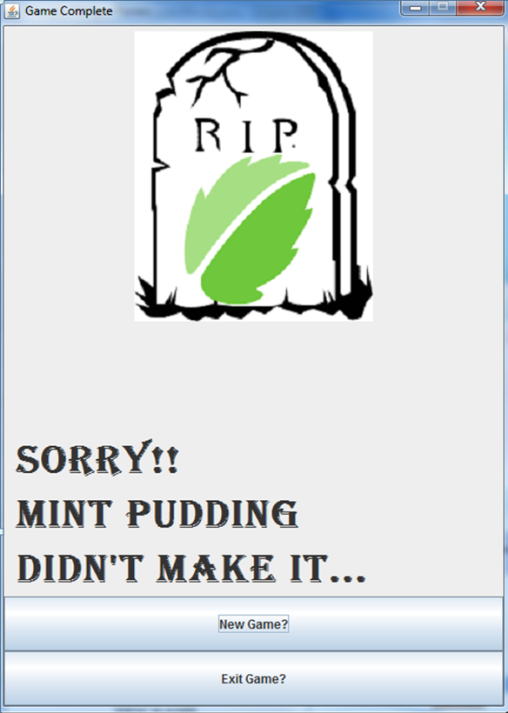 Game Complete
RIP.
SORRY!!
MINT PUDDING
DIDN'T MAKE IT...
New Game?
Exit Game?